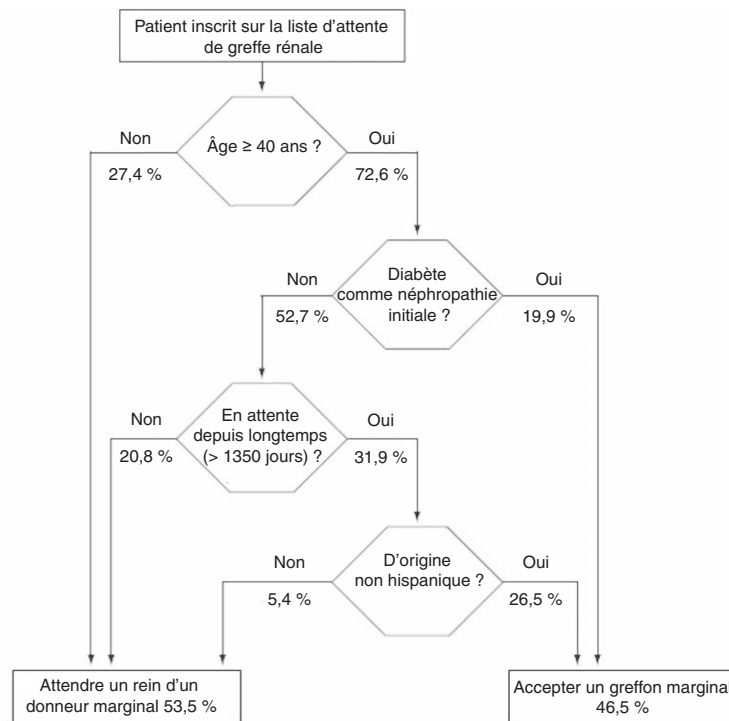 Patient inscrit sur la liste d'attente
de greffe rénale
Non
Âge ≥ 40 ans ?
Oui
27,4 %
72,6 %
Non
Diabète
comme néphropathie
initiale ?
Oui
52,7 %
19,9 %
Non
En attente
depuis longtemps
(> 1350 jours) ?
Oui
20,8 %
31,9 %
Non
D'origine
non hispanique ?
Oui
5,4 %
26,5 %
Attendre un rein d'un
donneur marginal 53,5 %
Accepter un greffon marginal
46,5 %